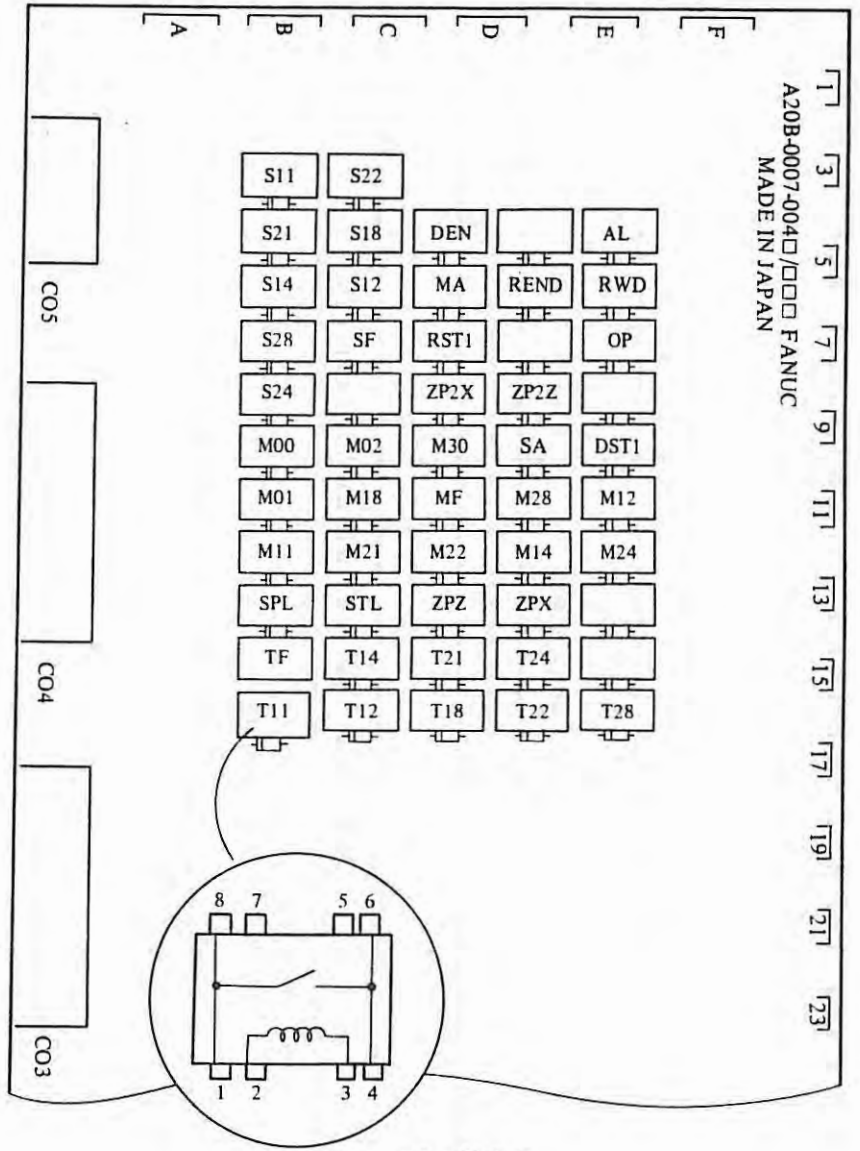 A B C D E F
1
3
5
7
9
11
13
15
17
19
21
23
A20B-0007-004□/□□□ FANUC
MADE IN JAPAN
CO5
CO4
CO3
S11 S22
S21 S18 DEN AL
S14 S12 MA REND RWD
S28 SF RST1 OP
S24 ZP2X ZP2Z
M00 M02 M30 SA DST1
M01 M18 MF M28 M12
M11 M21 M22 M14 M24
SPL STL ZPZ ZPX
TF T14 T21 T24
T11 T12 T18 T22 T28
8 7 5 6
1 2 3 4